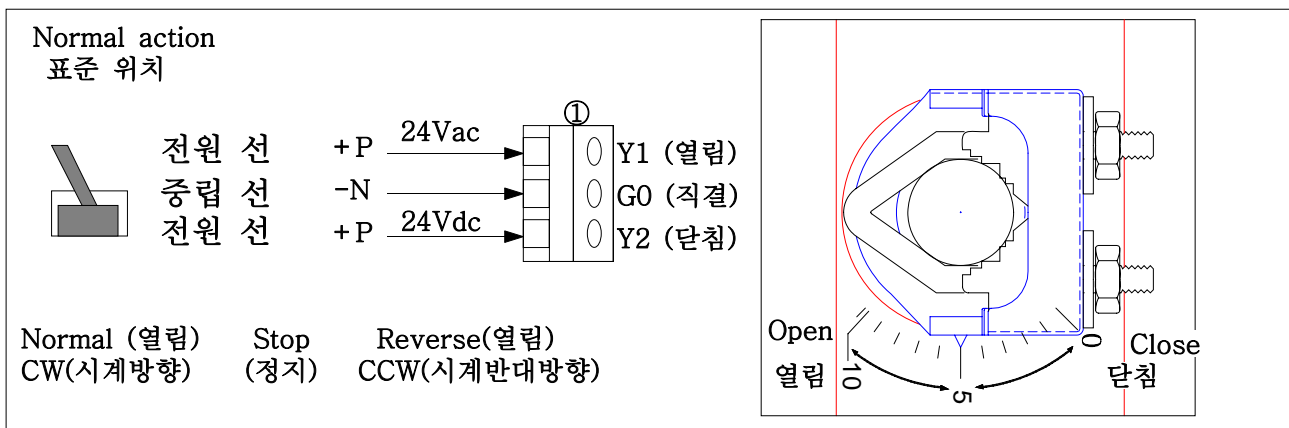 Normal action
표준 위치
①
전원 선 +P 24Vac Y1 (열림)
중립 선 -N G0 (직결)
전원 선 +P 24Vdc Y2 (닫침)
Normal (열림) Stop Reverse(열림)
CW(시계방향) (정지) CCW(시계반대방향)
Open 0 Close
열림 10 5 닫침